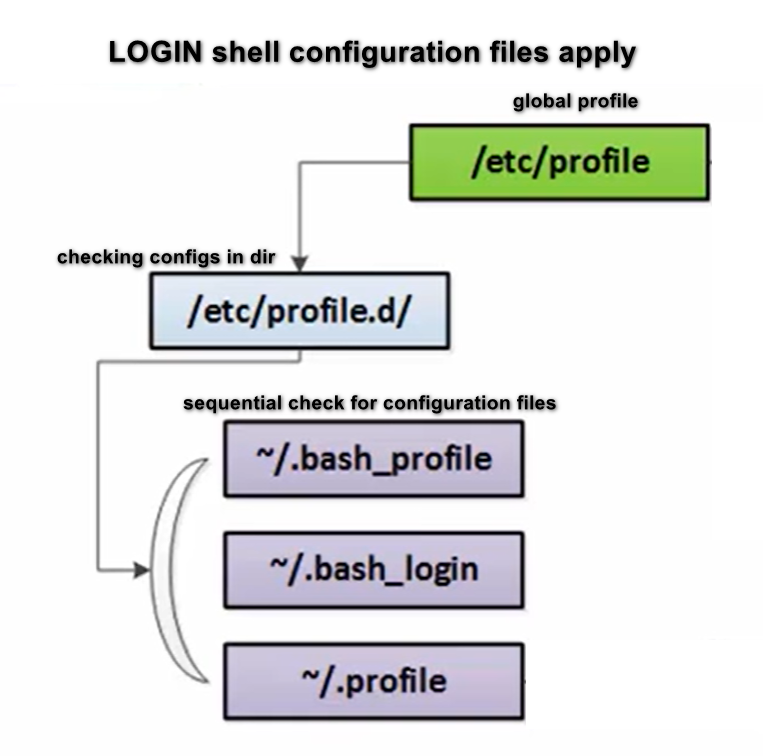 LOGIN shell configuration files apply
global profile
/etc/profile
checking configs in dir
/etc/profile.d/
sequential check for configuration files
~/.bash_profile
~/.bash_login
~/.profile